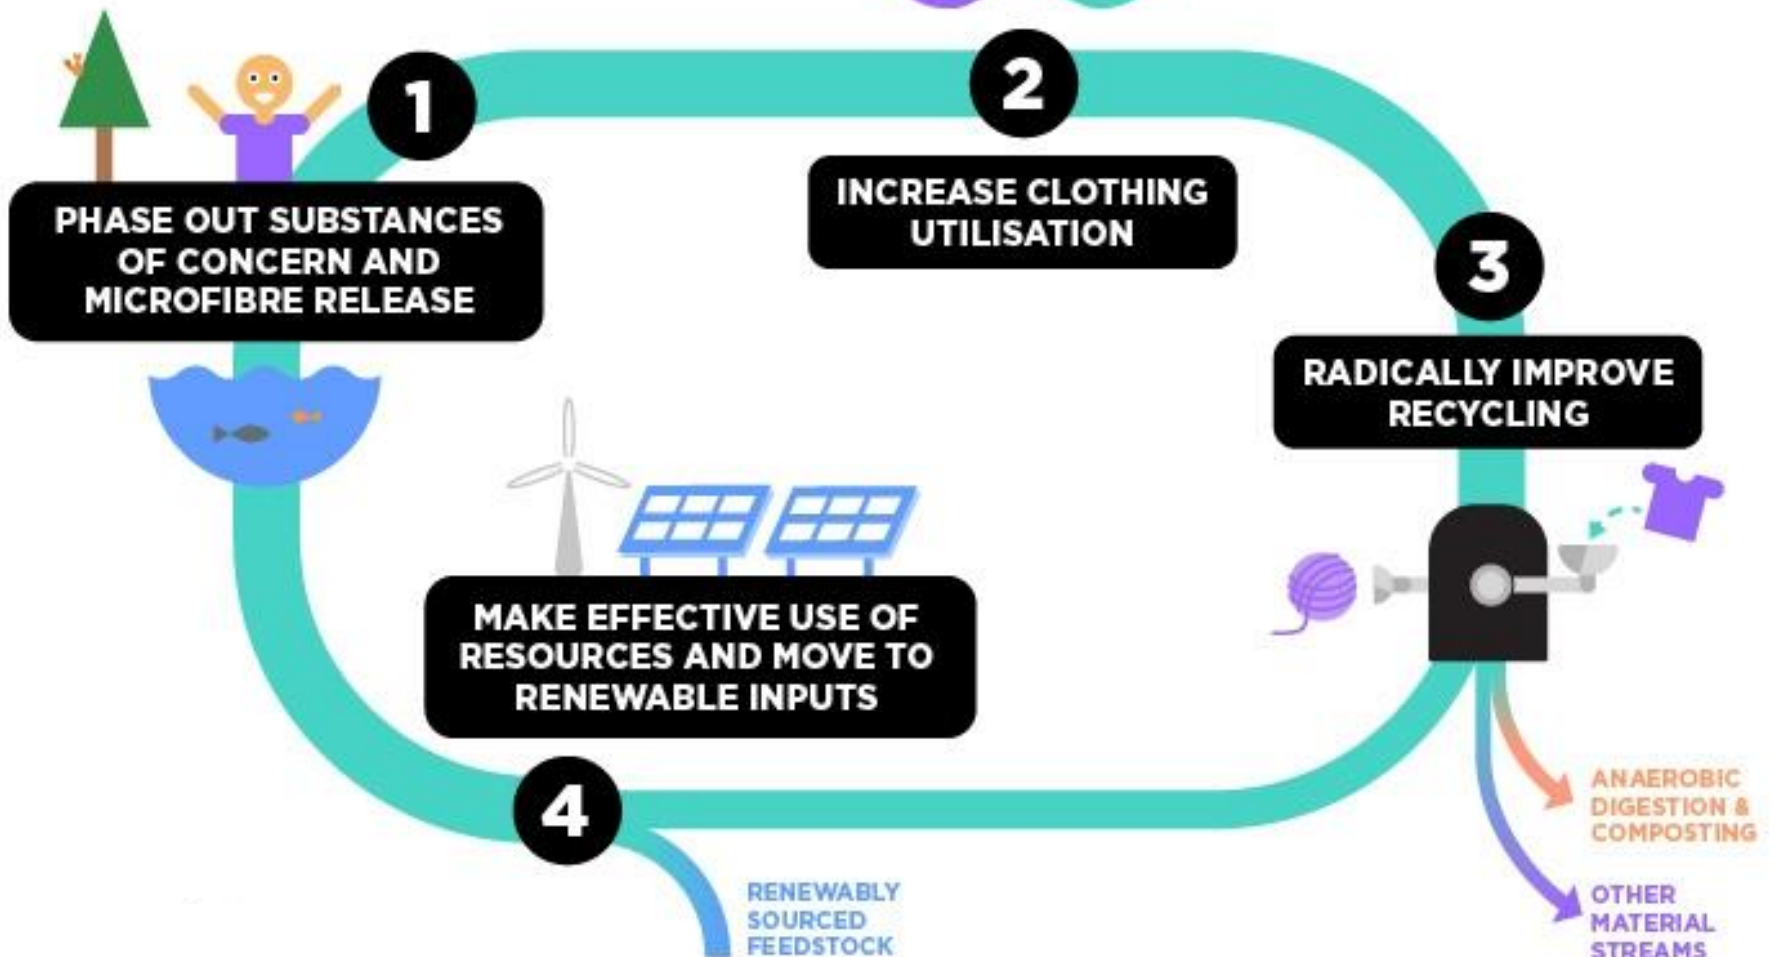 1
PHASE OUT SUBSTANCES
OF CONCERN AND
MICROFIBRE RELEASE
2
INCREASE CLOTHING
UTILISATION
3
RADICALLY IMPROVE
RECYCLING
MAKE EFFECTIVE USE OF
RESOURCES AND MOVE TO
RENEWABLE INPUTS
4
RENEWABLY
SOURCED
FEEDSTOCK
ANAEROBIC
DIGESTION &
COMPOSTING
OTHER
MATERIAL
STREAMS